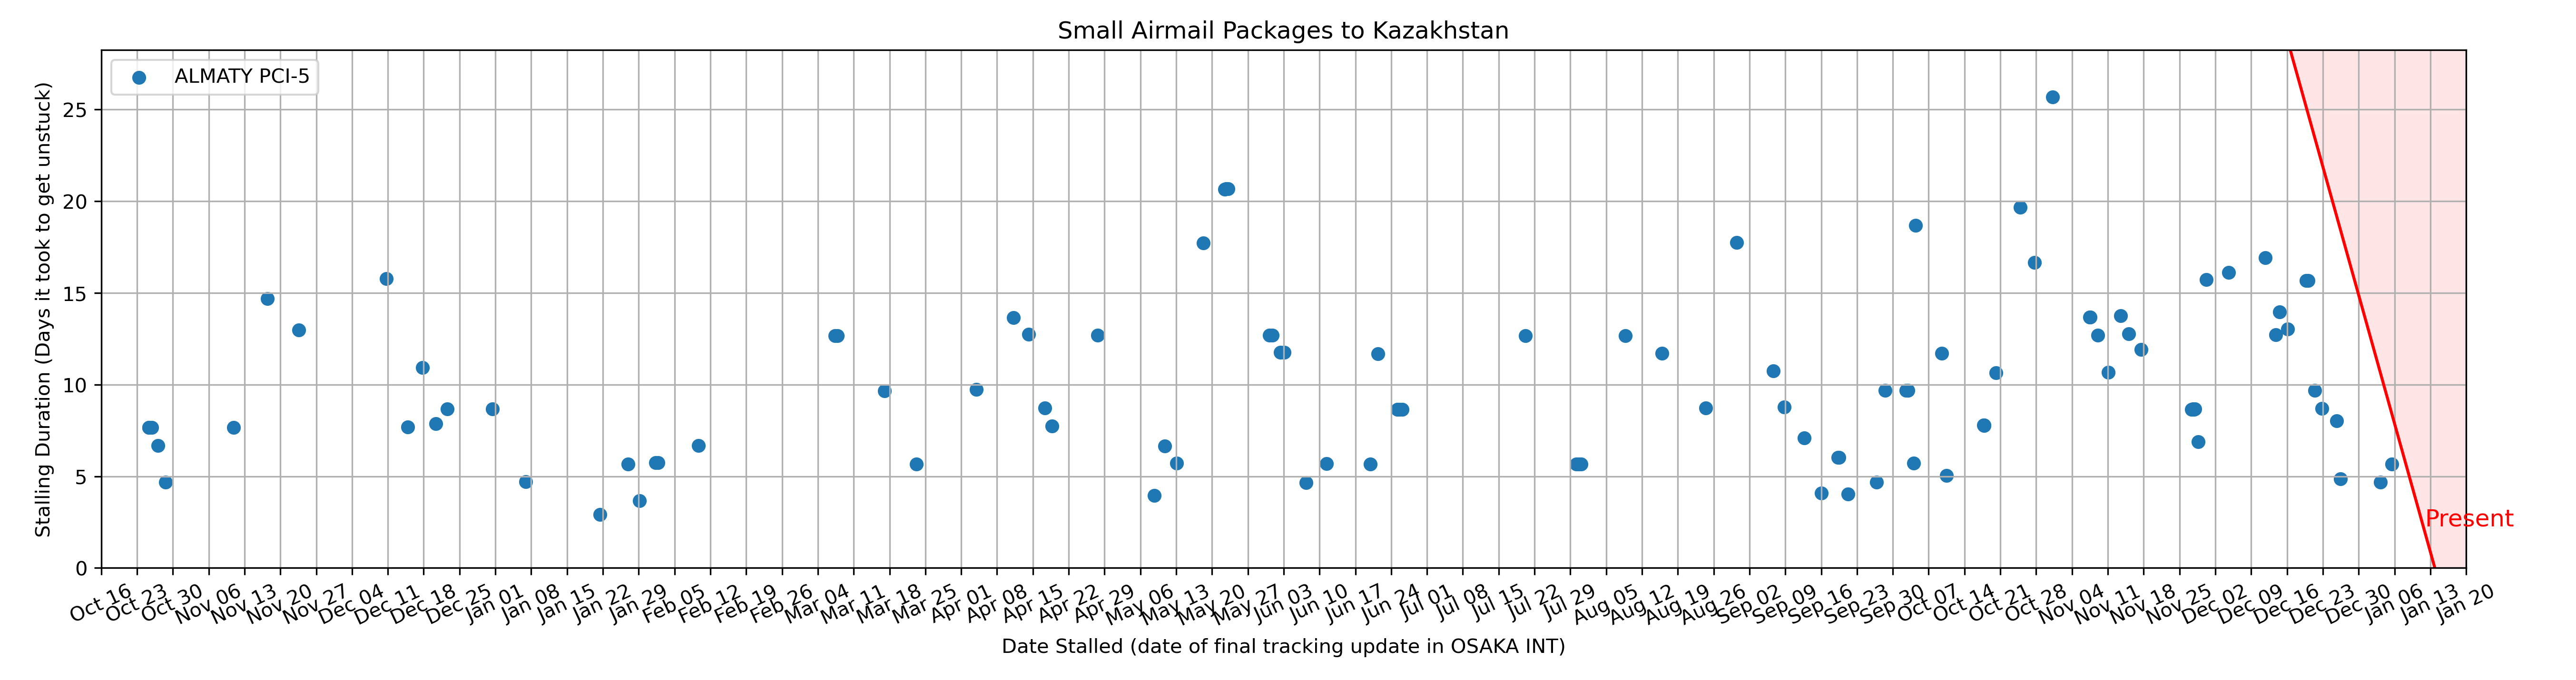 Small Airmail Packages to Kazakhstan
ALMATY PCI-5
Stalling Duration (Days it took to get unstuck)
25
20
15
10
5
0
Present
Oct 16
Oct 23
Oct 30
Nov 06
Nov 13
Nov 20
Nov 27
Dec 04
Dec 11
Dec 18
Dec 25
Jan 01
Jan 08
Jan 15
Jan 22
Jan 29
Feb 05
Feb 12
Feb 19
Feb 26
Mar 04
Mar 11
Mar 18
Mar 25
Apr 01
Apr 08
Apr 15
Apr 22
Apr 29
May 06
May 13
May 20
May 27
Jun 03
Jun 10
Jun 17
Jun 24
Jul 01
Jul 08
Jul 15
Jul 22
Jul 29
Aug 05
Aug 12
Aug 19
Aug 26
Sep 02
Sep 09
Sep 16
Sep 23
Sep 30
Oct 07
Oct 14
Oct 21
Oct 28
Nov 04
Nov 11
Nov 18
Nov 25
Dec 02
Dec 09
Dec 16
Dec 23
Dec 30
Jan 06
Jan 13
Jan 20
Date Stalled (date of final tracking update in OSAKA INT)